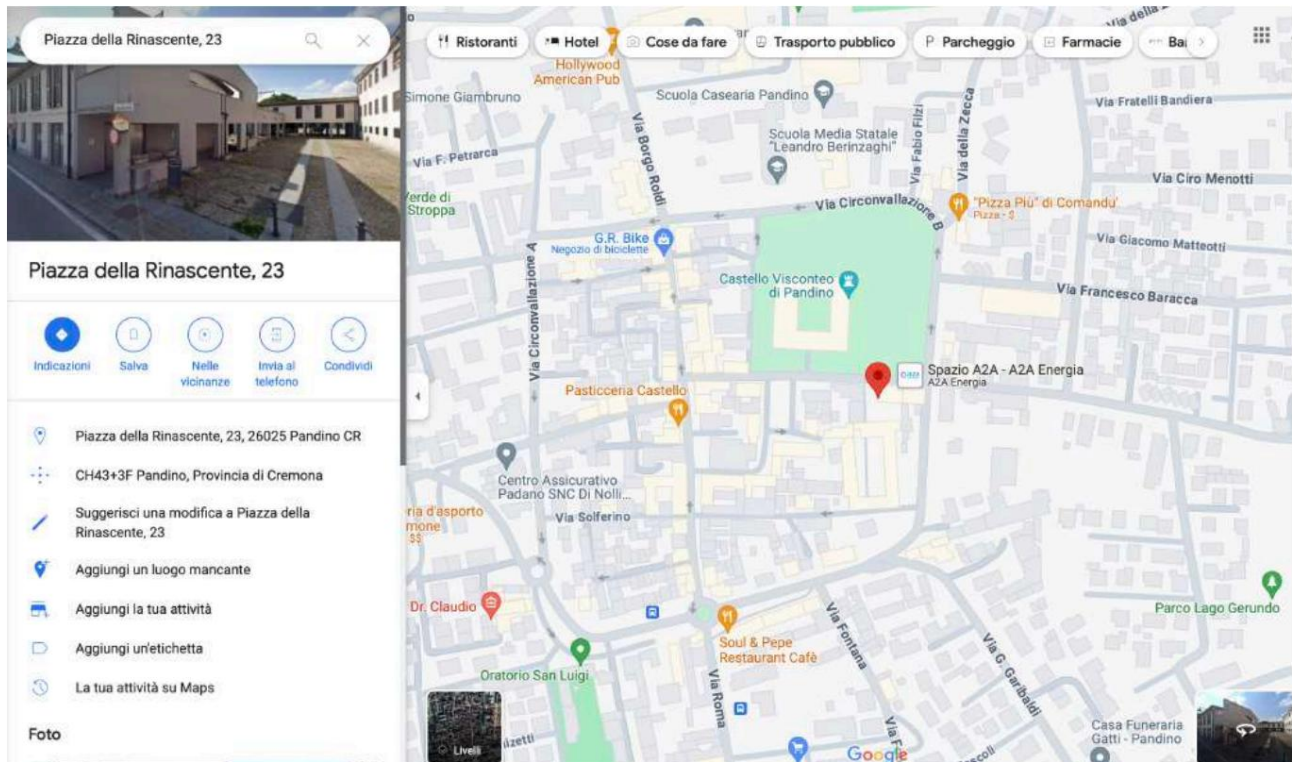 Piazza della Rinascente, 23
Piazza della Rinascente, 23
Indicazioni
Salva
Nelle
vicinanze
Invia al
telefono
Condividi
Piazza della Rinascente, 23, 26025 Pandino CR
CH43+3F Pandino, Provincia di Cremona
Suggerisci una modifica a Piazza della
Rinascente, 23
Aggiungi un luogo mancante
Aggiungi la tua attività
Aggiungi un'etichetta
La tua attività su Maps
Foto
Ristoranti
Hotel
Cose da fare
Trasporto pubblico
P Parcheggio
Farmacie
Via della
Hollywood
American Pub
Simone Giambruno
Scuola Casearia Pandino
Via Fratelli Bandiera
Via Borgo Roldi
Scuola Media Statale
"Leandro Berinzaghi"
Via Fabio Filzi
Via della Zecca
Via F. Petrarca
Via Ciro Menotti
Verde di
Stroppa
Via Circonvallazione B
"Pizza Più" di Comandu'
Pizza - $
G.R. Bike
Negozio di biciclette
Via Giacomo Matteotti
Via Circonvallazione A
Castello Visconteo
di Pandino
Via Francesco Baracca
Spazio A2A - A2A Energia
A2A Energia
Pasticceria Castello
Centro Assicurativo
Padano SNC Di Nolli...
ria d'asporto
mone
$$
Via Solferino
Dr. Claudio
Parco Lago Gerundo
Soul & Pepe
Restaurant Cafè
Via Fontana
Via G. Garibaldi
Oratorio San Luigi
Via Roma
Casa Funeraria
Gatti - Pandino
Livelli
Google